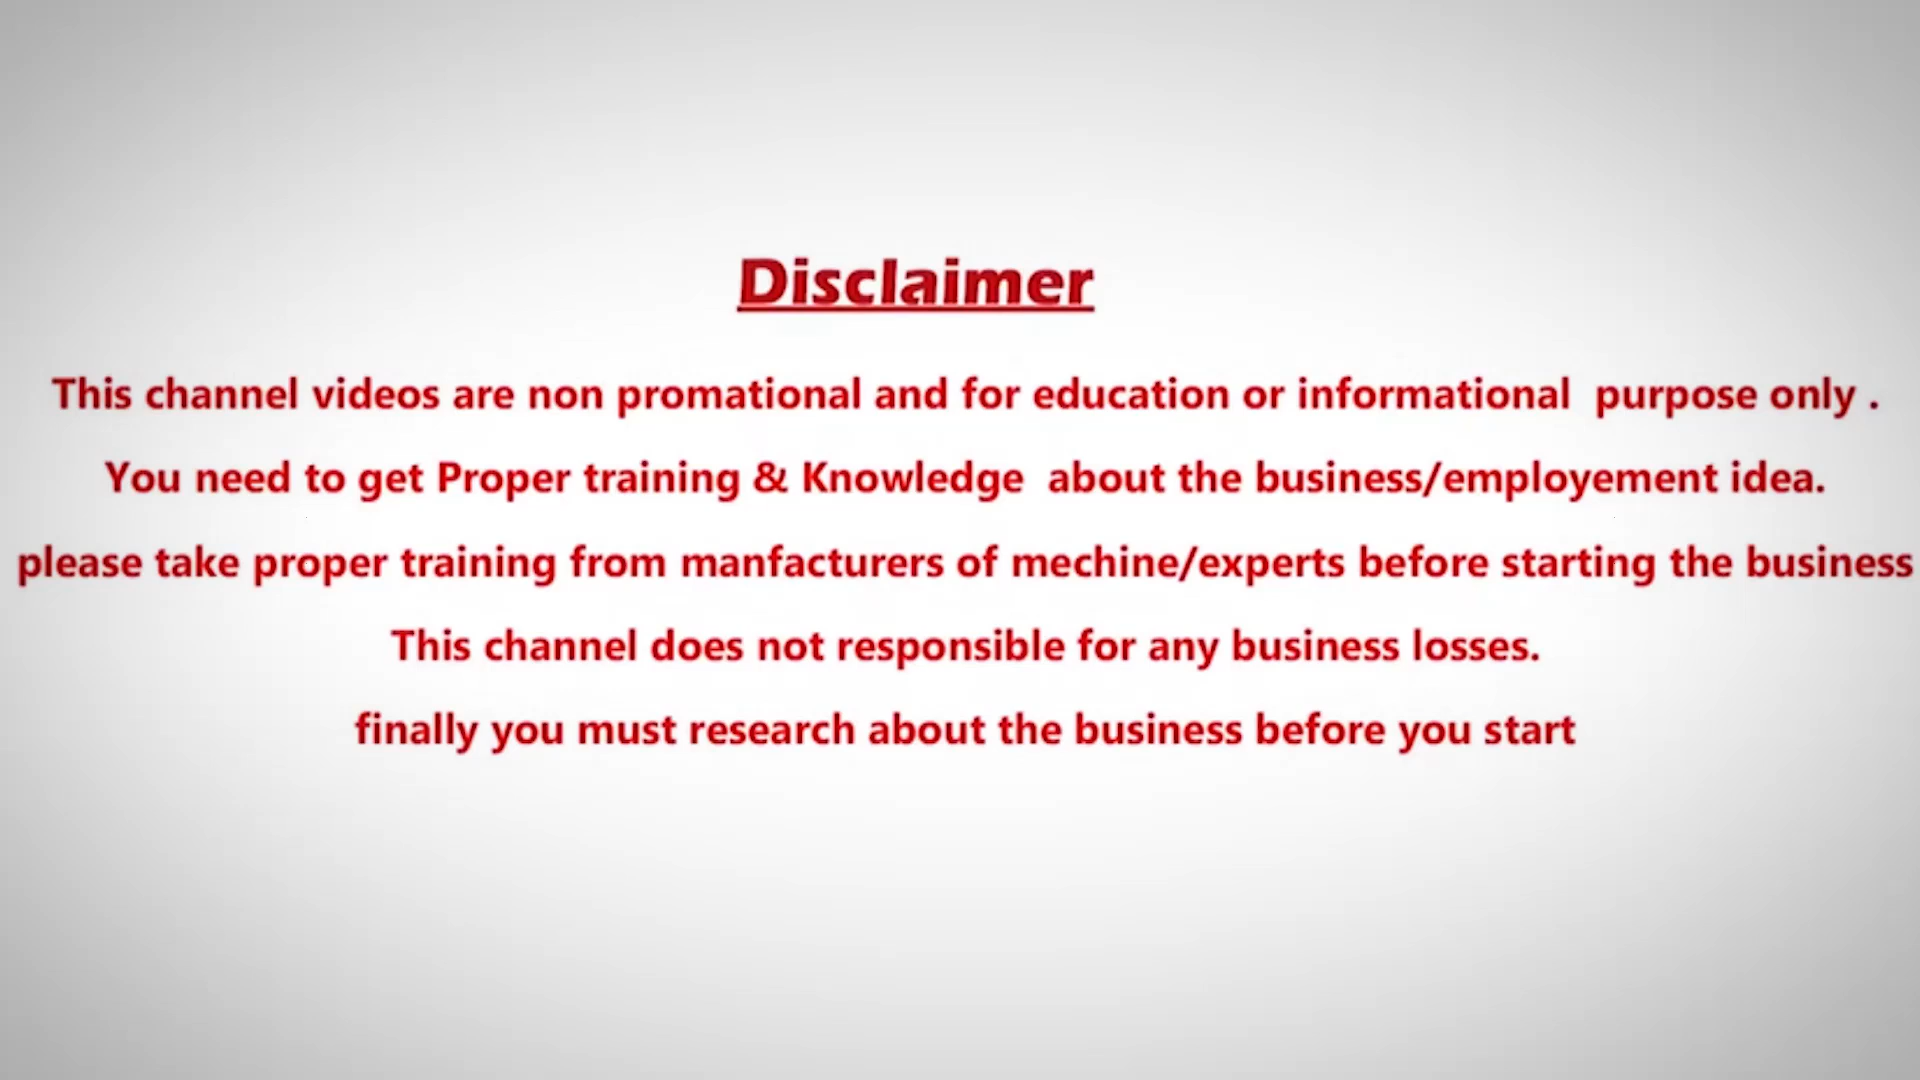 Disclaimer
This channel videos are non promational and for education or informational purpose only .
You need to get Proper training & Knowledge about the business/employement idea.
please take proper training from manfacturers of mechine/experts before starting the business
This channel does not responsible for any business losses.
finally you must research about the business before you start